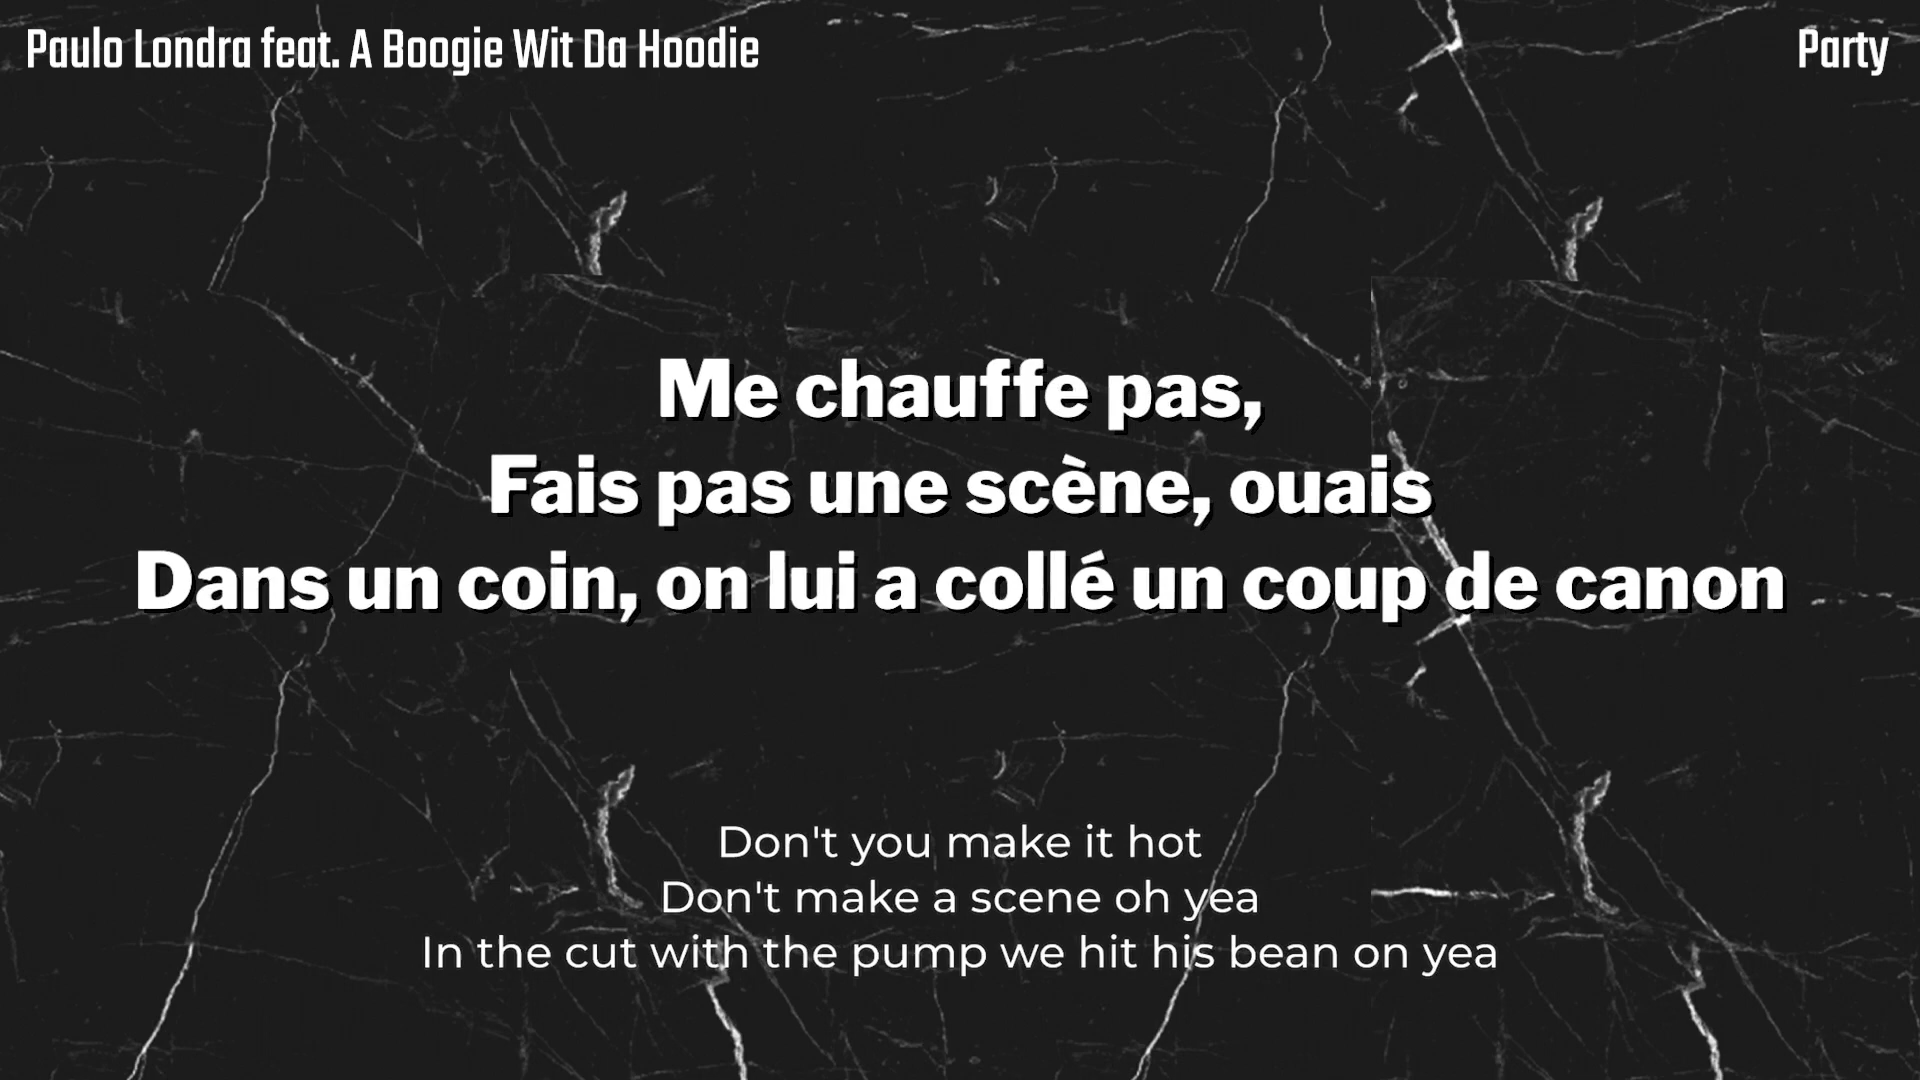 Paulo Londra feat. A Boogie Wit Da Hoodie
Party
Me chauffe pas,
Fais pas une scène, ouais
Dans un coin, on lui a collé un coup de canon
Don't you make it hot
Don't make a scene oh yea
In the cut with the pump we hit his bean on yea